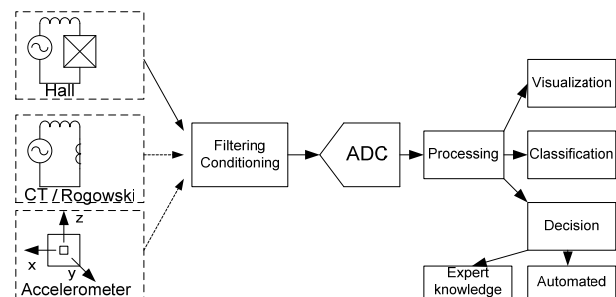 Hall
CT / Rogowski
z
x
y
Accelerometer
Filtering
Conditioning
ADC
Processing
Visualization
Classification
Decision
Expert
knowledge
Automated